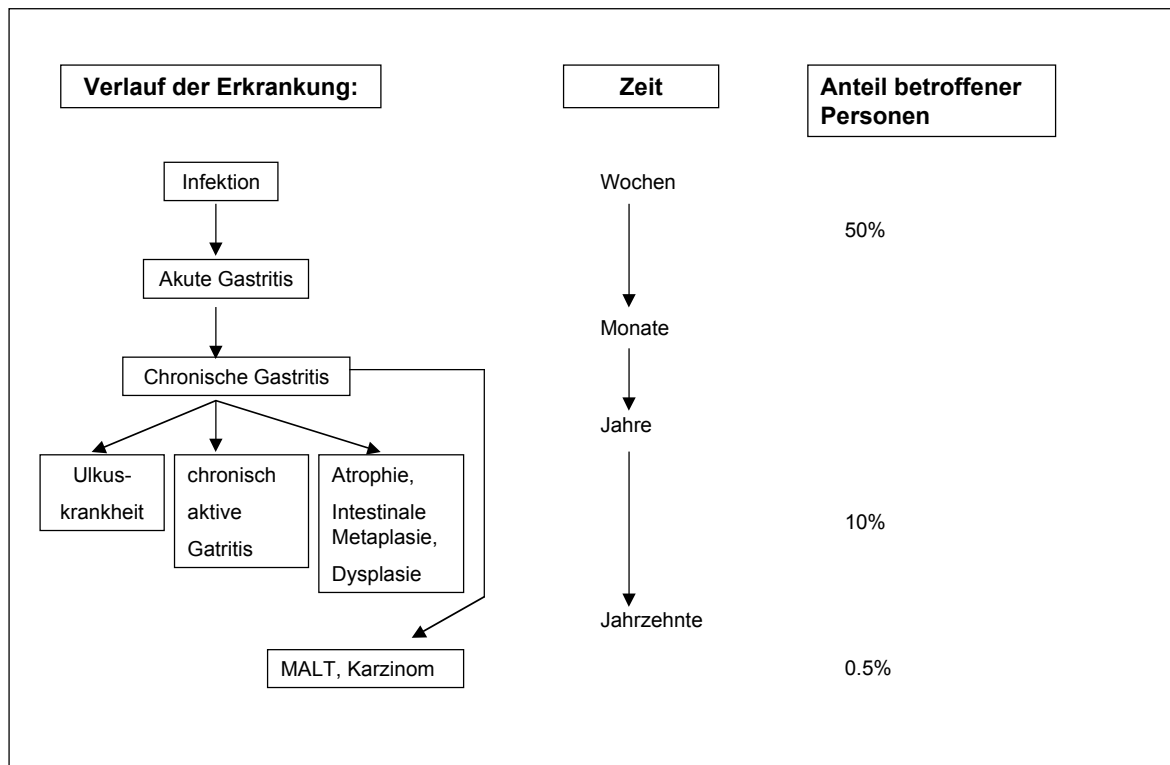 Verlauf der Erkrankung:
Zeit
Anteil betroffener
Personen
Infektion
Wochen
50%
Akute Gastritis
Monate
Chronische Gastritis
Jahre
Ulkus-
krankheit
chronisch
aktive
Gatritis
Atrophie,
Intestinale
Metaplasie,
Dysplasie
10%
Jahrzehnte
MALT, Karzinom
0.5%